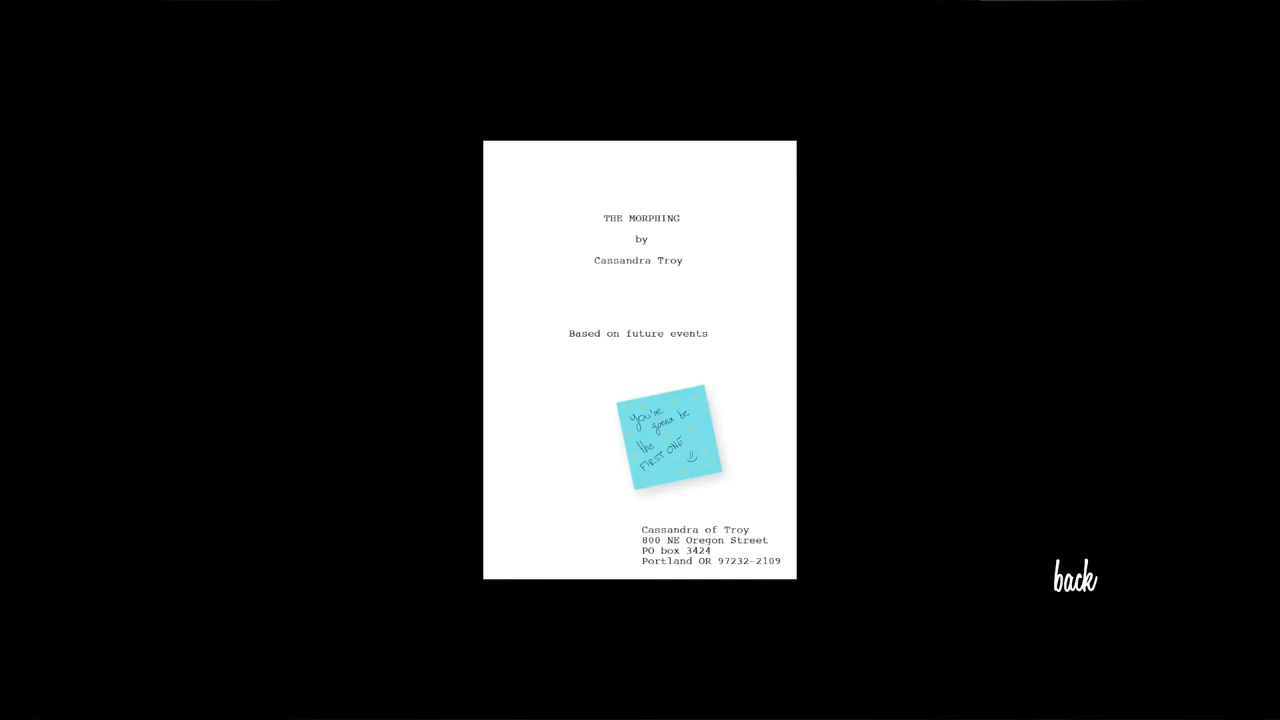 THE MORPHING
by
Cassandra Troy
Based on future events
you're
gonna be
the
FIRST ONE
Cassandra of Troy
800 NE Oregon Street
PO box 3424
Portland OR 97232-2109
back